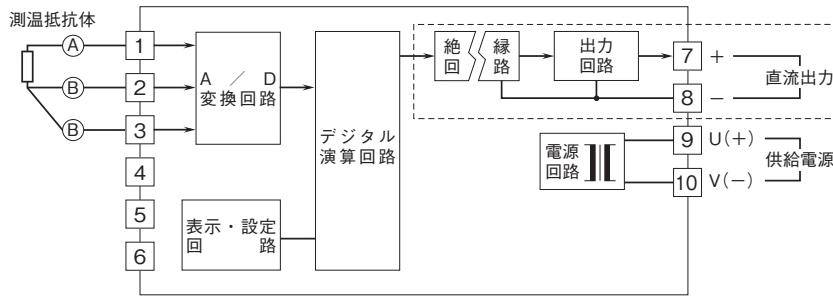 測温抵抗体
A
B
B
1
2
3
4
5
6
A ／ D
変換回路
表示・設定
回 路
デジタル
演算回路
絶 縁
回 路
出力
回路
7 +
8 −
直流出力
電源
回路
9 U(+)
10 V(−)
供給電源